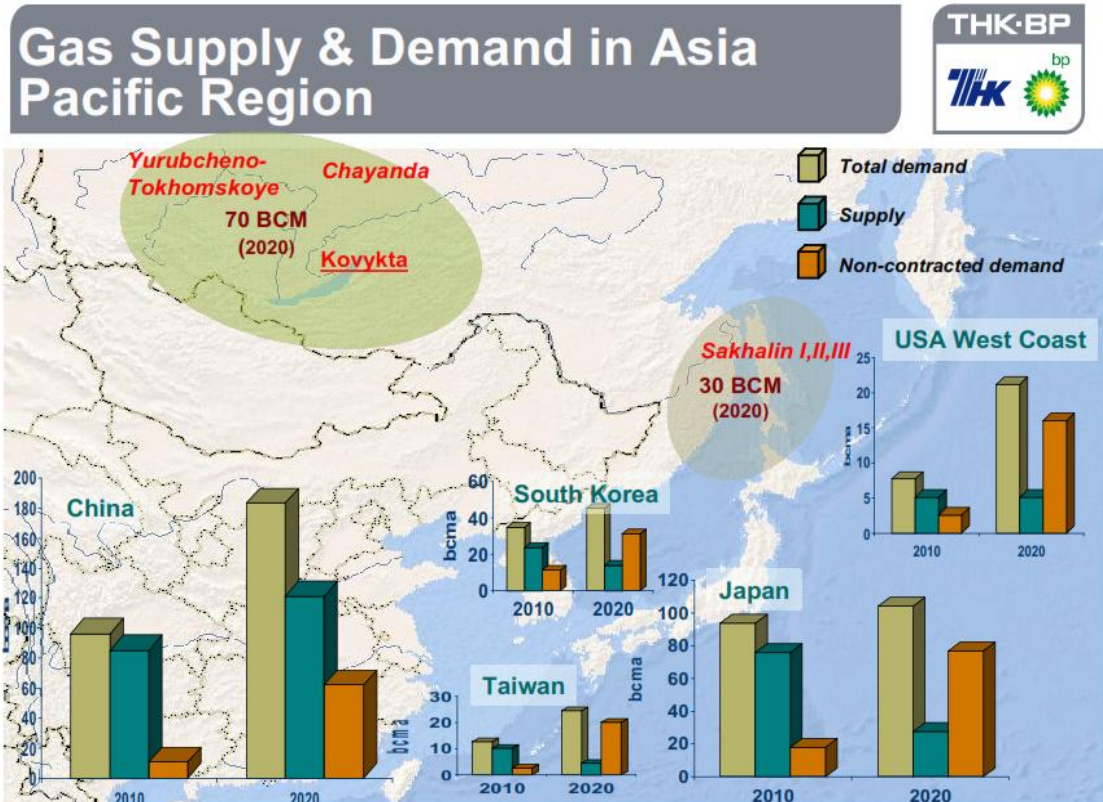 Gas Supply & Demand in Asia
Pacific Region
THK·BP
THK
bp
Yurubcheno-
Tokhomskoye
Chayanda
70 BCM
(2020)
Kovykta
Total demand
Supply
Non-contracted demand
Sakhalin I,II,III
30 BCM
(2020)
USA West Coast
25
20
15
10
5
0
bcma
2010
2020
China
200
180
160
140
120
100
80
60
40
20
0
bcma
2010
2020
South Korea
60
40
20
0
bcma
2010
2020
Taiwan
30
20
10
0
bcma
2010
2020
Japan
120
100
80
60
40
20
0
bcma
2010
2020